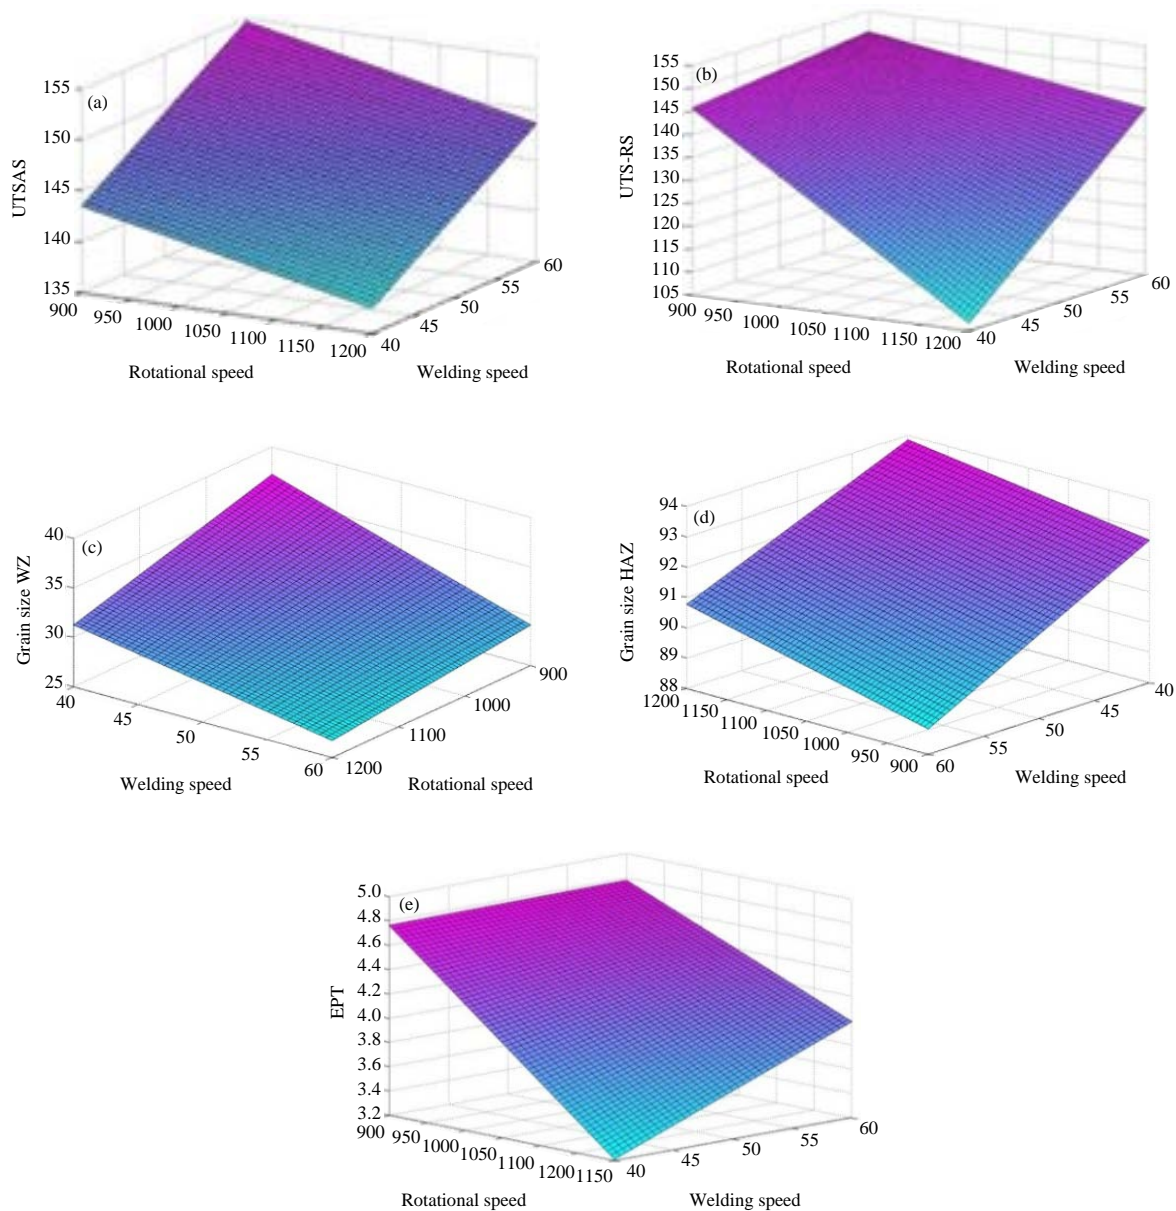 (a)
UTSAS
155
150
145
140
135
900 950 1000 1050 1100 1150 1200
40 45 50 55 60
Rotational speed
Welding speed
(b)
UTS-RS
155
150
145
140
135
130
125
120
115
110
105
900 950 1000 1050 1100 1150 1200
40 45 50 55 60
Rotational speed
Welding speed
(c)
Grain size WZ
40
35
30
25
40 45 50 55 60
1200 1100 1000 900
Welding speed
Rotational speed
(d)
Grain size HAZ
94
93
92
91
90
89
88
1200 1150 1100 1050 1000 950 900
60 55 50 45 40
Rotational speed
Welding speed
(e)
EPT
5.0
4.8
4.6
4.4
4.2
4.0
3.8
3.6
3.4
3.2
900 950 1000 1050 1100 1200 1150
40 45 50 55 60
Rotational speed
Welding speed